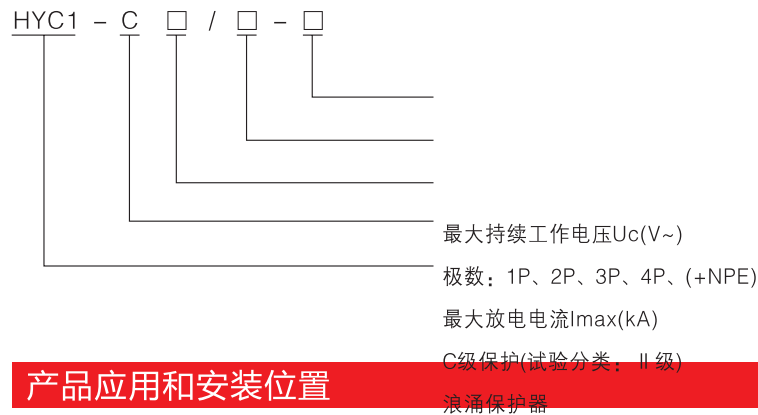 HYC1 - C □ / □ - □
最大持续工作电压Uc(V~)
极数：1P、2P、3P、4P、(+NPE)
最大放电电流Imax(kA)
C级保护(试验分类：Ⅱ级)
产品应用和安装位置
浪涌保护器